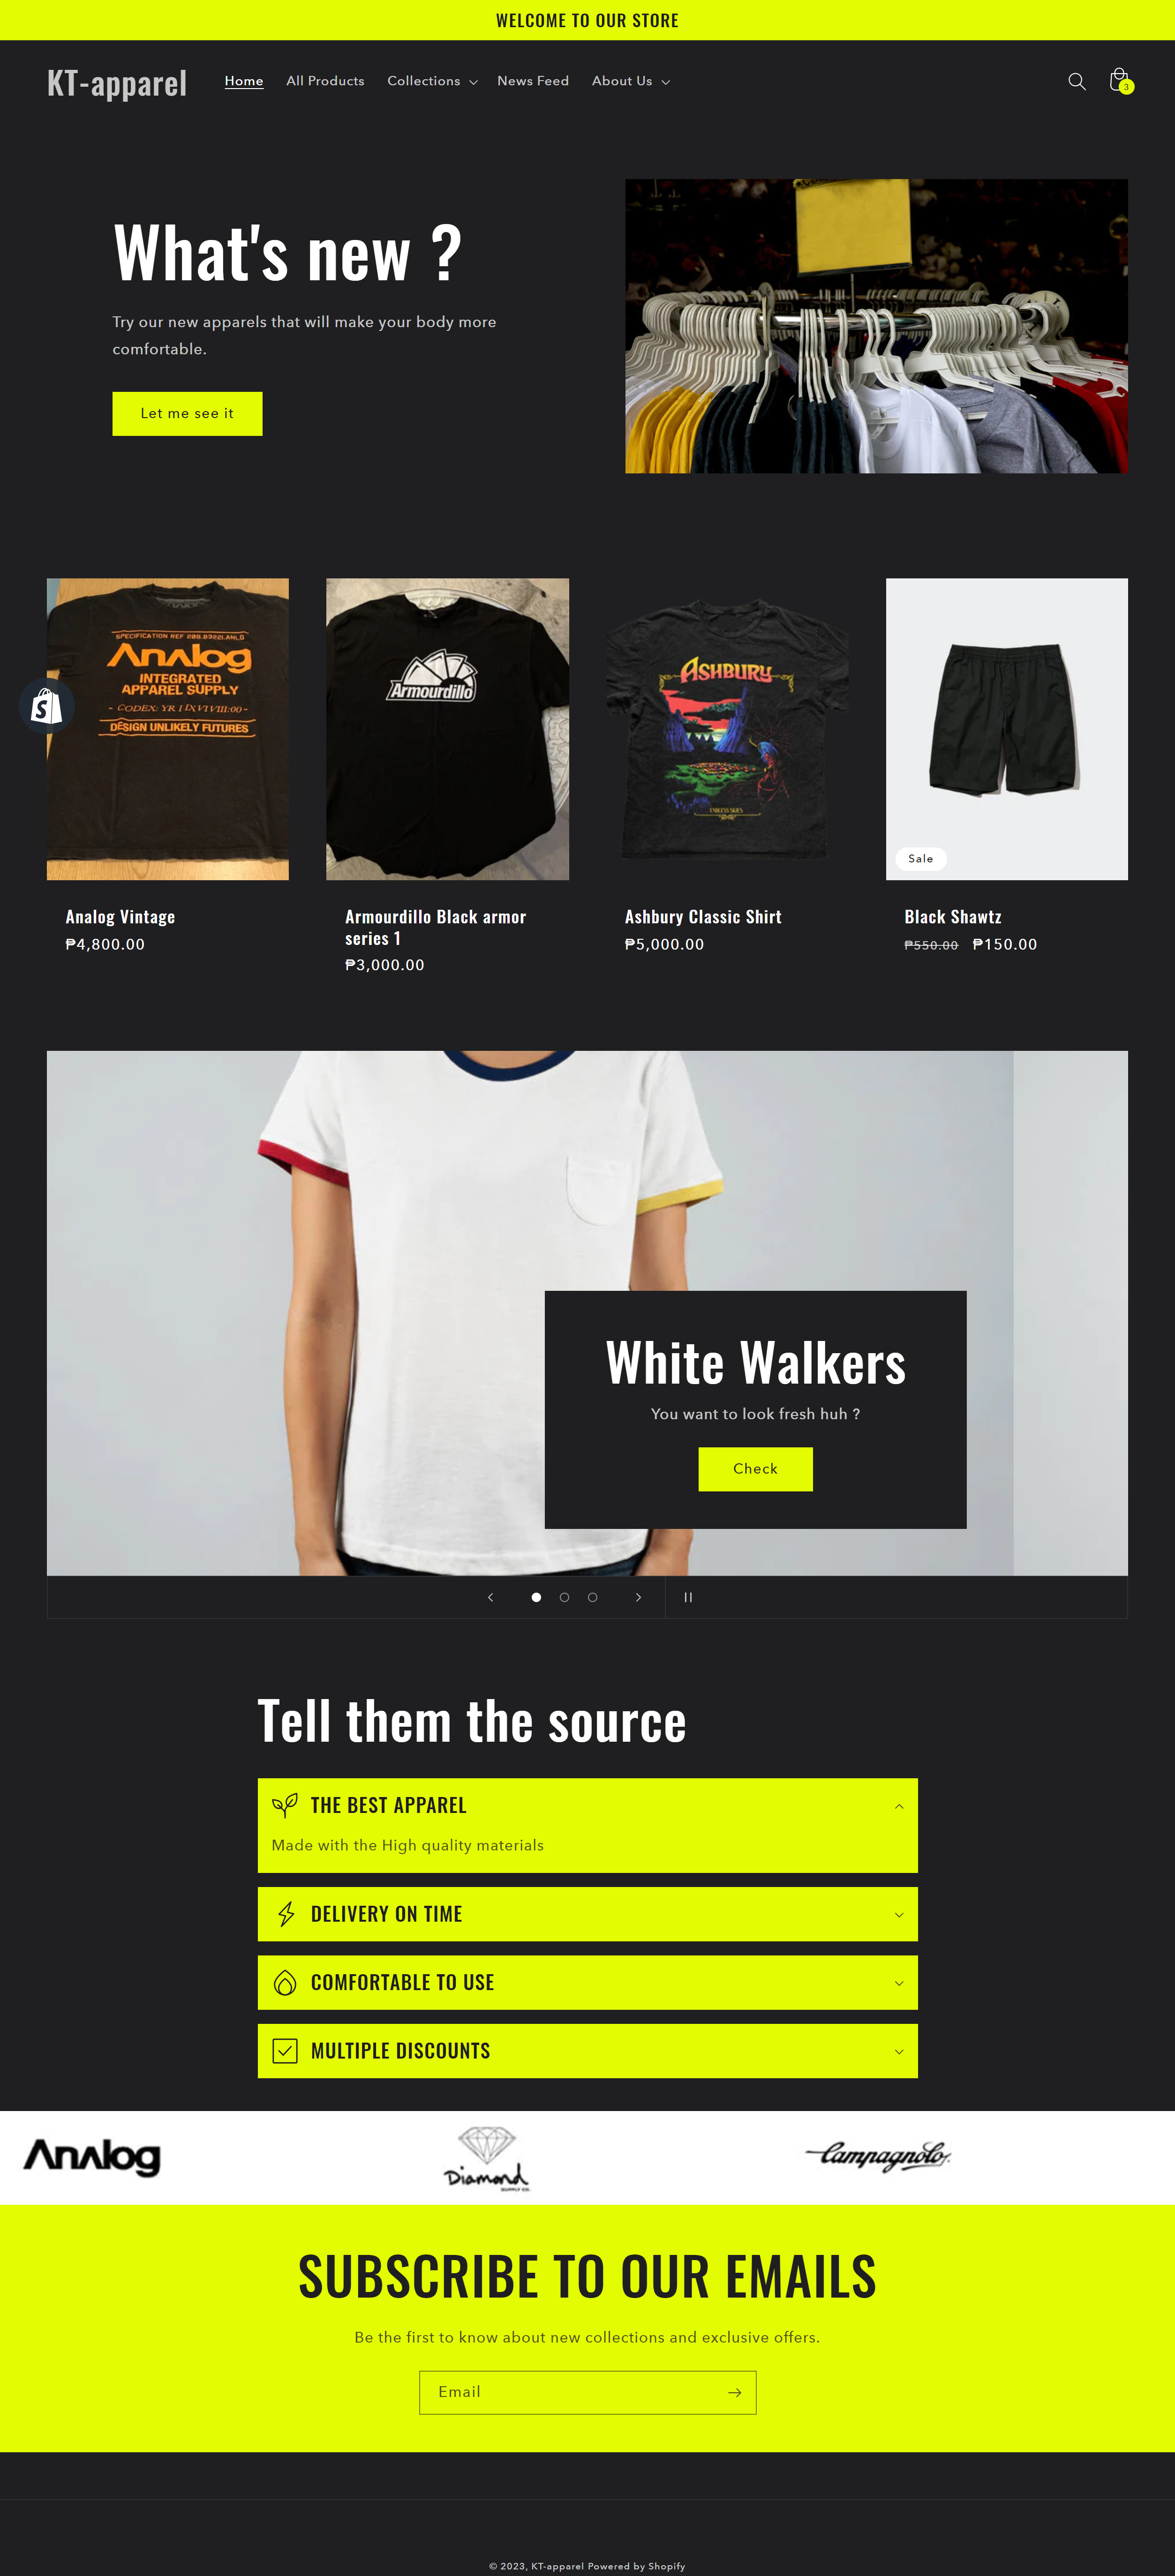 WELCOME TO OUR STORE
KT-apparel
Home
All Products
Collections
News Feed
About Us
3
What's new ?
Try our new apparels that will make your body more
comfortable.
Let me see it
SPECIFICATION REF
Analog
INTEGRATED
APPAREL SUPPLY
DESIGN UNLIKELY FUTURES
Armourdillo
ASHBURY
ENDLESS SKIES
S
Sale
Analog Vintage
₱4,800.00
Armourdillo Black armor
series 1
₱3,000.00
Ashbury Classic Shirt
₱5,000.00
Black Shawtz
₱550.00 ₱150.00
White Walkers
You want to look fresh huh ?
Check
Tell them the source
THE BEST APPAREL
Made with the High quality materials
DELIVERY ON TIME
COMFORTABLE TO USE
MULTIPLE DISCOUNTS
Analog
Diamond
SUPPLY CO.
Campagnolo.
SUBSCRIBE TO OUR EMAILS
Be the first to know about new collections and exclusive offers.
Email
© 2023, KT-apparel Powered by Shopify